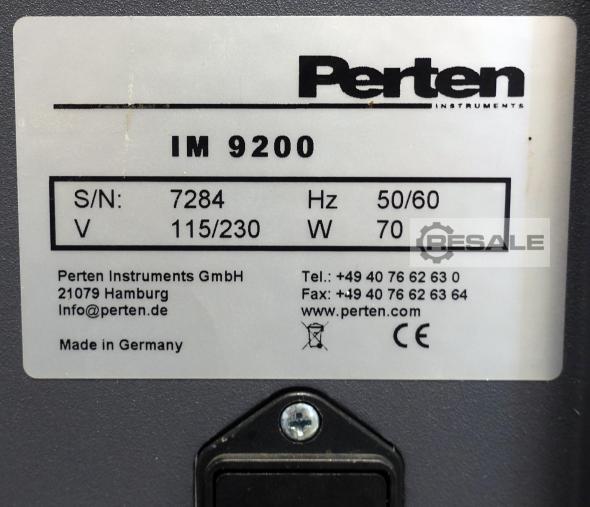 Perten
INSTRUMENTS
IM 9200
S/N: 7284 Hz 50/60
V 115/230 W 70
RESALE
Perten Instruments GmbH
21079 Hamburg
Info@perten.de
Tel.: +49 40 76 62 63 0
Fax: +49 40 76 62 63 64
www.perten.com
Made in Germany
CE